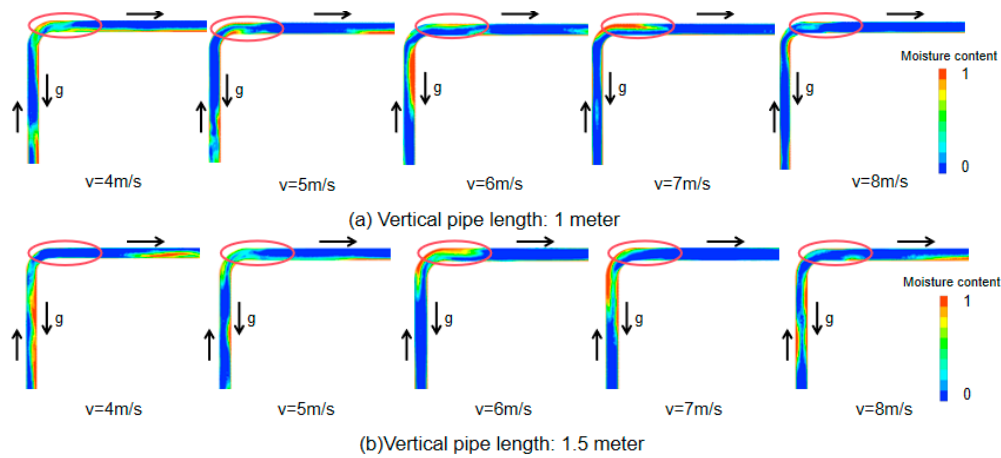 g
g
g
g
g
Moisture content
1
0
v=4m/s
v=5m/s
v=6m/s
v=7m/s
v=8m/s
(a) Vertical pipe length: 1 meter
g
g
g
g
g
Moisture content
1
0
v=4m/s
v=5m/s
v=6m/s
v=7m/s
v=8m/s
(b)Vertical pipe length: 1.5 meter